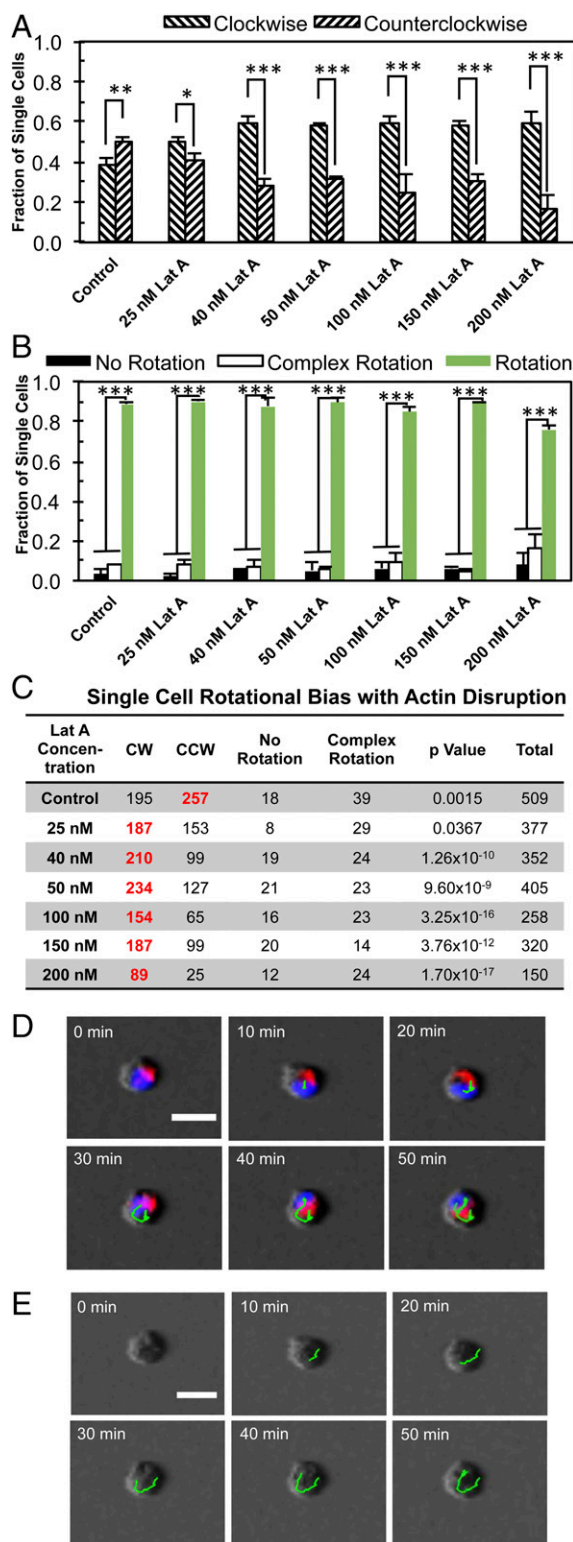 A
Clockwise Counterclockwise
Fraction of Single Cells
1.0
0.8
0.6
0.4
0.2
0.0
** * *** *** *** *** ***
Control 25 nM Lat A 40 nM Lat A 50 nM Lat A 100 nM Lat A 150 nM Lat A 200 nM Lat A
B
No Rotation Complex Rotation Rotation
Fraction of Single Cells
1.0
0.8
0.6
0.4
0.2
0.0
*** *** *** *** *** *** ***
Control 25 nM Lat A 40 nM Lat A 50 nM Lat A 100 nM Lat A 150 nM Lat A 200 nM Lat A
C Single Cell Rotational Bias with Actin Disruption
Lat A
Concen-
tration CW CCW No Rotation Complex Rotation p Value Total
Control 195 257 18 39 0.0015 509
25 nM 187 153 8 29 0.0367 377
40 nM 210 99 19 24 1.26x10⁻¹⁰ 352
50 nM 234 127 21 23 9.60x10⁻⁹ 405
100 nM 154 65 16 23 3.25x10⁻¹⁶ 258
150 nM 187 99 20 14 3.76x10⁻¹² 320
200 nM 89 25 12 24 1.70x10⁻¹⁷ 150
D
0 min 10 min 20 min
30 min 40 min 50 min
E
0 min 10 min 20 min
30 min 40 min 50 min